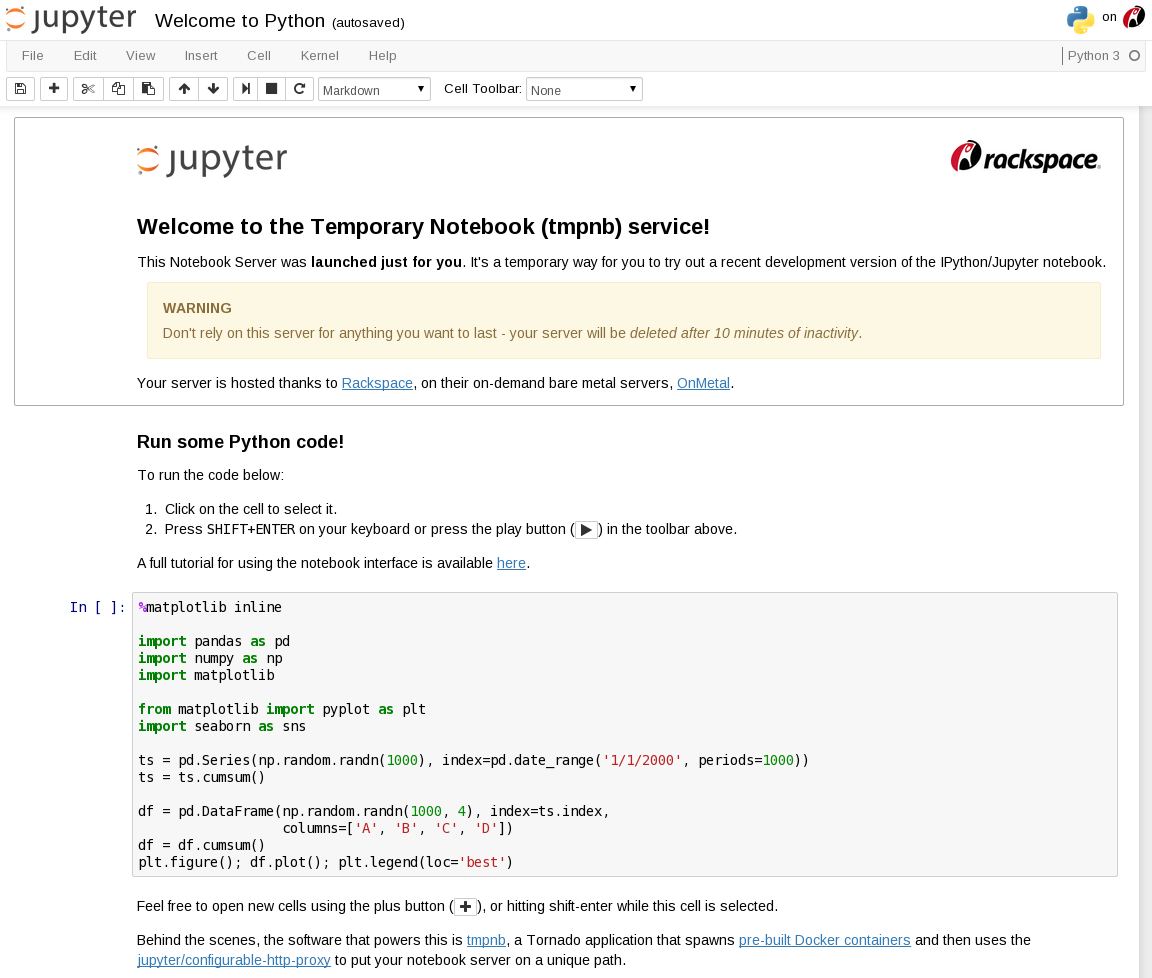 jupyter Welcome to Python (autosaved) on
File Edit View Insert Cell Kernel Help Python 3
Markdown Cell Toolbar: None
jupyter rackspace
Welcome to the Temporary Notebook (tmpnb) service!
This Notebook Server was launched just for you. It's a temporary way for you to try out a recent development version of the IPython/Jupyter notebook.
WARNING
Don't rely on this server for anything you want to last - your server will be deleted after 10 minutes of inactivity.
Your server is hosted thanks to Rackspace, on their on-demand bare metal servers, OnMetal.
Run some Python code!
To run the code below:
1. Click on the cell to select it.
2. Press SHIFT+ENTER on your keyboard or press the play button (▶) in the toolbar above.
A full tutorial for using the notebook interface is available here.
In [ ]: %matplotlib inline
import pandas as pd
import numpy as np
import matplotlib
from matplotlib import pyplot as plt
import seaborn as sns
ts = pd.Series(np.random.randn(1000), index=pd.date_range('1/1/2000', periods=1000))
ts = ts.cumsum()
df = pd.DataFrame(np.random.randn(1000, 4), index=ts.index,
                  columns=['A', 'B', 'C', 'D'])
df = df.cumsum()
plt.figure(); df.plot(); plt.legend(loc='best')
Feel free to open new cells using the plus button (✚), or hitting shift-enter while this cell is selected.
Behind the scenes, the software that powers this is tmpnb, a Tornado application that spawns pre-built Docker containers and then uses the
jupyter/configurable-http-proxy to put your notebook server on a unique path.